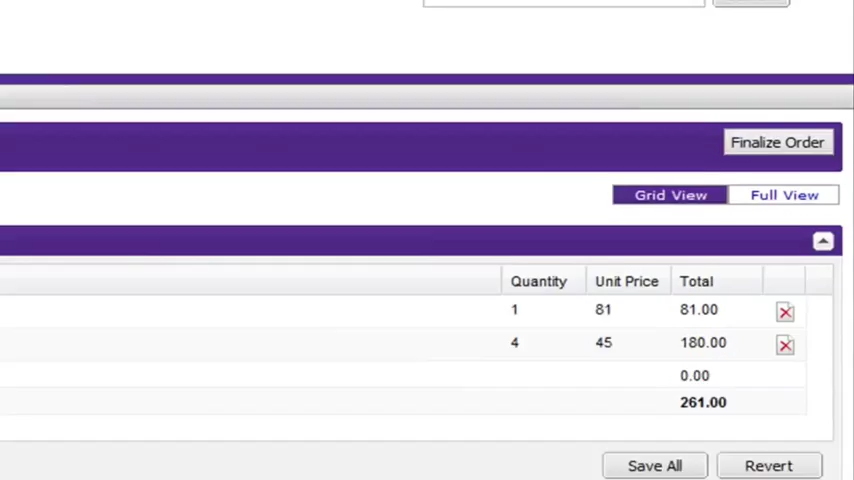 Finalize Order
Grid View Full View
Quantity Unit Price Total
1 81 81.00
4 45 180.00
0.00
261.00
Save All Revert